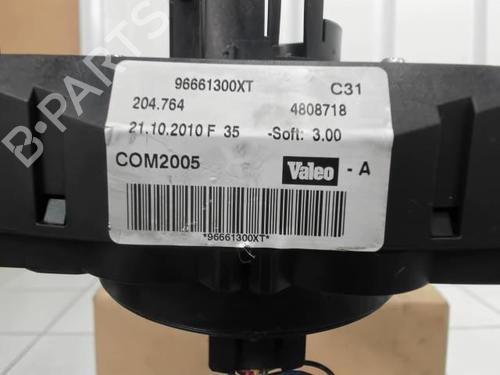 96661300XT C31
204.764 4808718
21.10.2010 F 35 -Soft: 3.00
COM2005 Valeo - A
*96661300XT*
B-PARTS